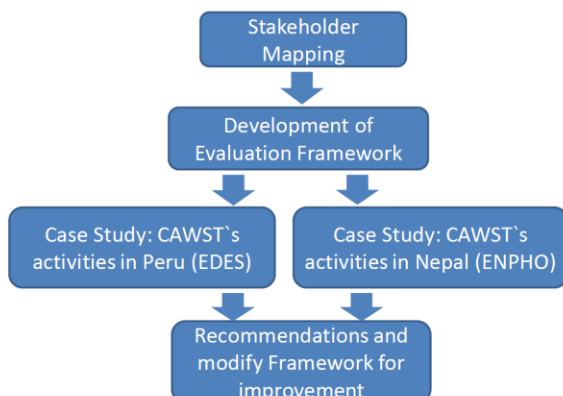 Stakeholder
Mapping
Development of
Evaluation Framework
Case Study: CAWST`s
activities in Peru (EDES)
Case Study: CAWST`s
activities in Nepal (ENPHO)
Recommendations and
modify Framework for
improvement